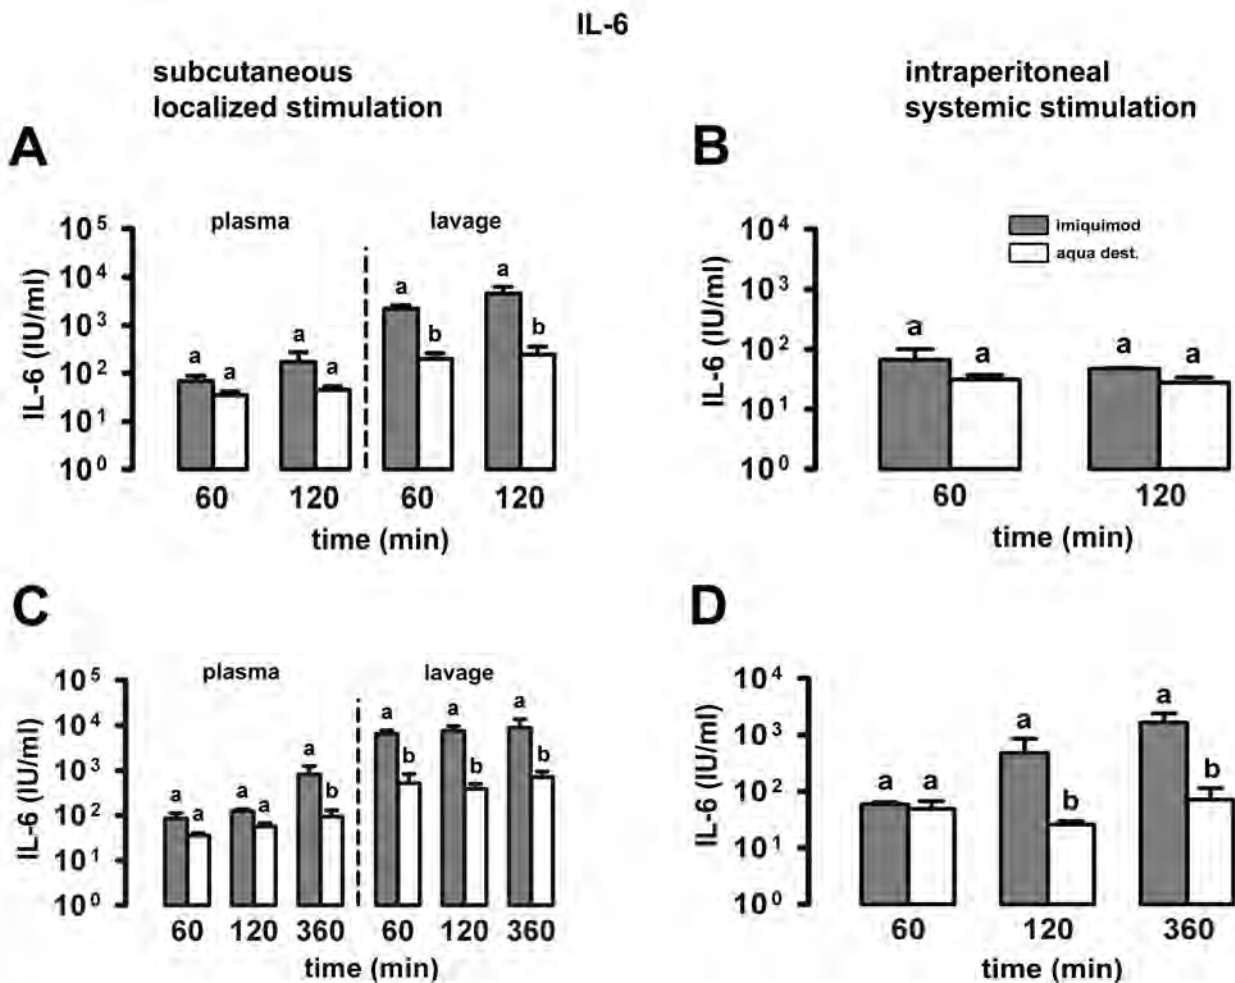 IL-6
subcutaneous
localized stimulation
intraperitoneal
systemic stimulation
A
plasma
lavage
IL-6 (IU/ml)
10⁵
10⁴
10³
10²
10¹
10⁰
a
a
a
a
a
b
a
b
60
120
60
120
time (min)
B
imiquimod
aqua dest.
IL-6 (IU/ml)
10⁴
10³
10²
10¹
10⁰
a
a
a
a
60
120
time (min)
C
plasma
lavage
IL-6 (IU/ml)
10⁵
10⁴
10³
10²
10¹
10⁰
a
a
a
a
a
b
a
b
a
b
a
b
60
120
360
60
120
360
time (min)
D
IL-6 (IU/ml)
10⁴
10³
10²
10¹
10⁰
a
a
a
b
a
b
60
120
360
time (min)